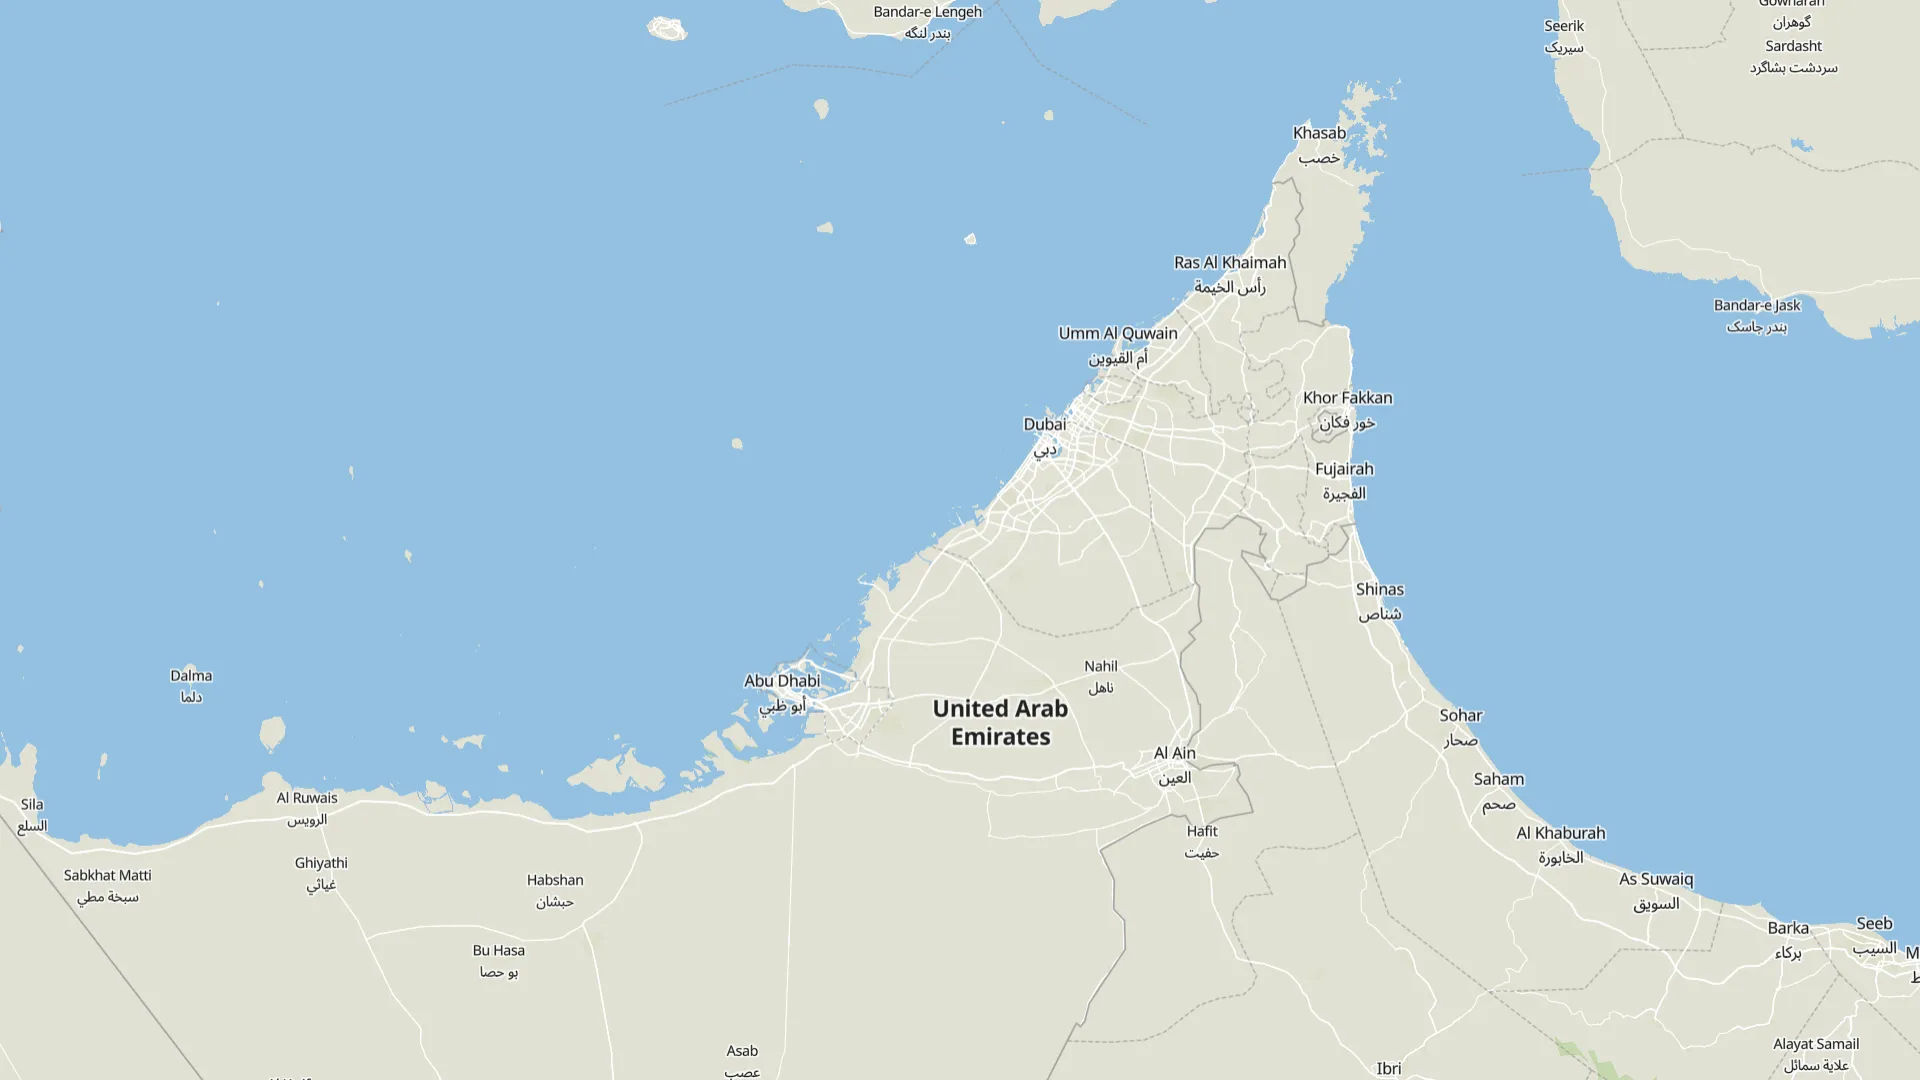 Bandar-e Lengeh
بندر لنگه
Seerik
سیریک
گوهران
Sardasht
سردشت بشاگرد
Khasab
خصب
Ras Al Khaimah
رأس الخيمة
Bandar-e Jask
بندر جاسک
Umm Al Quwain
أم القيوين
Khor Fakkan
خور فكان
Dubai
دبي
Fujairah
الفجيرة
Shinas
شناص
Dalma
دلما
Abu Dhabi
أبو ظبي
Nahil
ناهل
United Arab
Emirates
Sohar
صحار
Al Ain
العين
Saham
صحم
Sila
السلع
Al Ruwais
الرويس
Hafit
حفيت
Al Khaburah
الخابورة
Ghiyathi
غياثي
Sabkhat Matti
سبخة مطي
Habshan
حبشان
As Suwaiq
السويق
Bu Hasa
بو حصا
Barka
بركاء
Seeb
السيب
Asab
عصب
Alayat Samail
علاية سمائل
Ibri